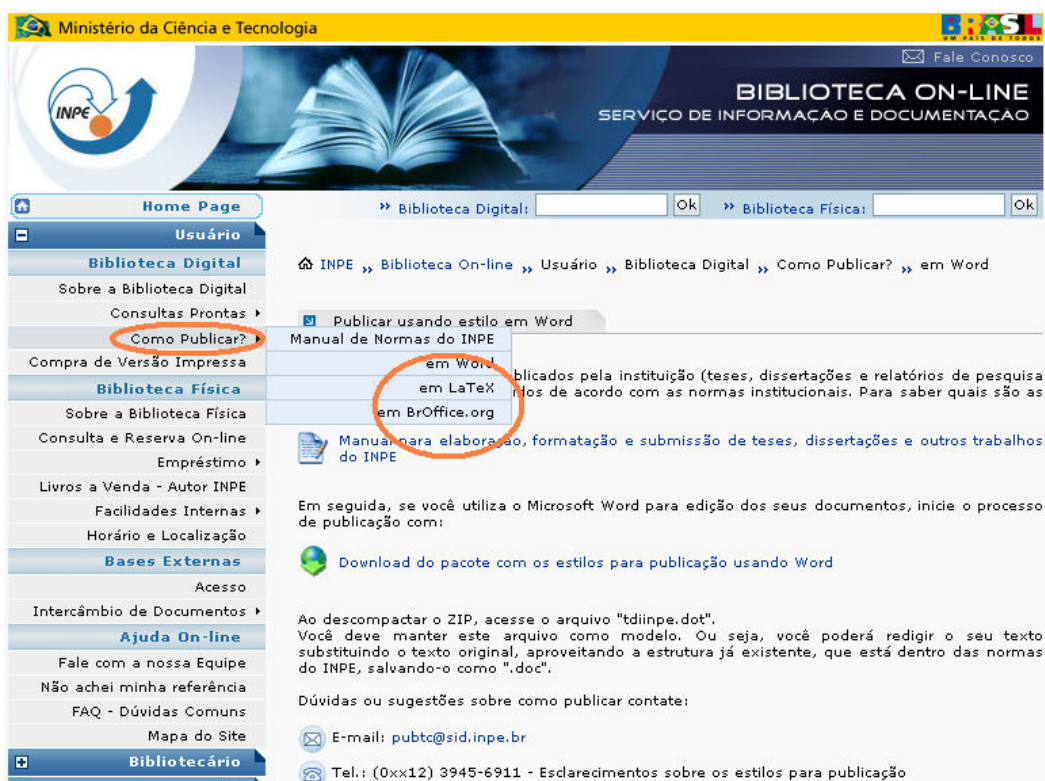 Ministério da Ciência e Tecnologia
BRASIL
UM PAÍS DE TODOS
Fale Conosco
INPE
BIBLIOTECA ON-LINE
SERVIÇO DE INFORMAÇÃO E DOCUMENTAÇÃO
Home Page
›› Biblioteca Digital: Ok ›› Biblioteca Física: Ok
Usuário
Biblioteca Digital
Sobre a Biblioteca Digital
Consultas Prontas
Como Publicar?
Compra de Versão Impressa
Biblioteca Física
Sobre a Biblioteca Física
Consulta e Reserva On-line
Empréstimo
Livros a Venda - Autor INPE
Facilidades Internas
Horário e Localização
Bases Externas
Acesso
Intercâmbio de Documentos
Ajuda On-line
Fale com a nossa Equipe
Não achei minha referência
FAQ - Dúvidas Comuns
Mapa do Site
Bibliotecário
Manual de Normas do INPE
em Word
em LaTeX
em BrOffice.org
INPE ,, Biblioteca On-line ,, Usuário ,, Biblioteca Digital ,, Como Publicar? ,, em Word
Publicar usando estilo em Word
blicados pela instituição (teses, dissertações e relatórios de pesquisa
dos de acordo com as normas institucionais. Para saber quais são as
Manual para elaboração, formatação e submissão de teses, dissertações e outros trabalhos
do INPE
Em seguida, se você utiliza o Microsoft Word para edição dos seus documentos, inicie o processo
de publicação com:
Download do pacote com os estilos para publicação usando Word
Ao descompactar o ZIP, acesse o arquivo "tdiinpe.dot".
Você deve manter este arquivo como modelo. Ou seja, você poderá redigir o seu texto
substituindo o texto original, aproveitando a estrutura já existente, que está dentro das normas
do INPE, salvando-o como ".doc".
Dúvidas ou sugestões sobre como publicar contate:
E-mail: pubtc@sid.inpe.br
Tel.: (0xx12) 3945-6911 - Esclarecimentos sobre os estilos para publicação